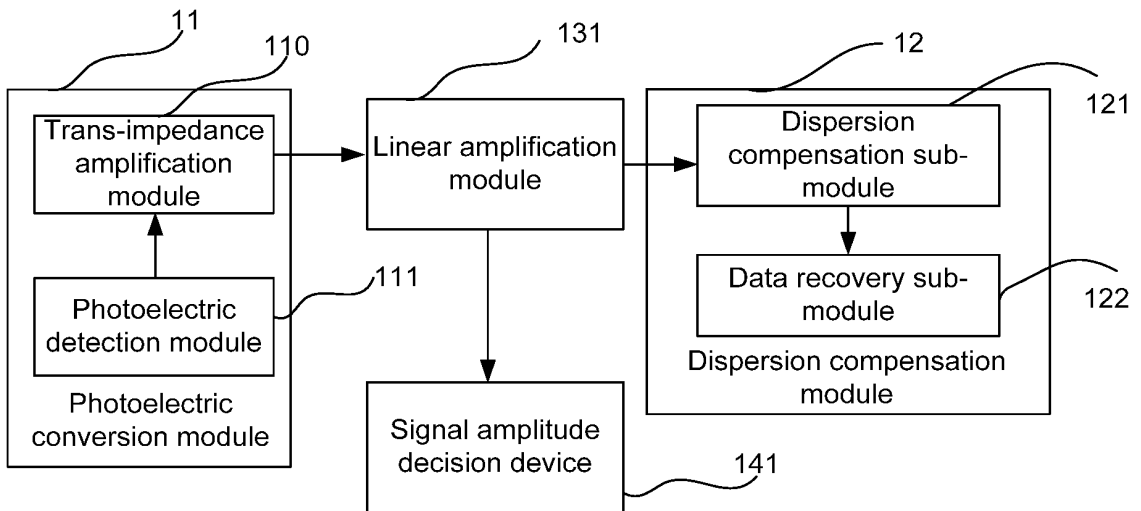 11
110
131
12
121
Trans-impedance
amplification
module
Linear amplification
module
Dispersion
compensation sub-
module
111
Photoelectric
detection module
Data recovery sub-
module
122
Photoelectric
conversion module
Dispersion compensation
module
Signal amplitude
decision device
141